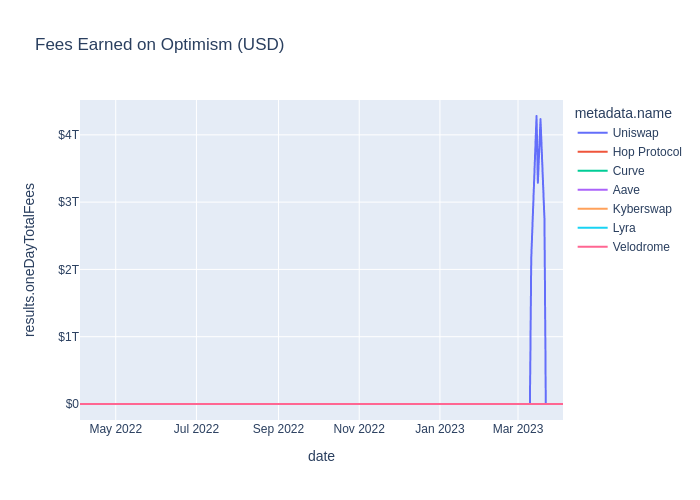 Fees Earned on Optimism (USD)
metadata.name
Uniswap
Hop Protocol
Curve
Aave
Kyberswap
Lyra
Velodrome
results.oneDayTotalFees
$4T
$3T
$2T
$1T
$0
May 2022
Jul 2022
Sep 2022
Nov 2022
Jan 2023
Mar 2023
date